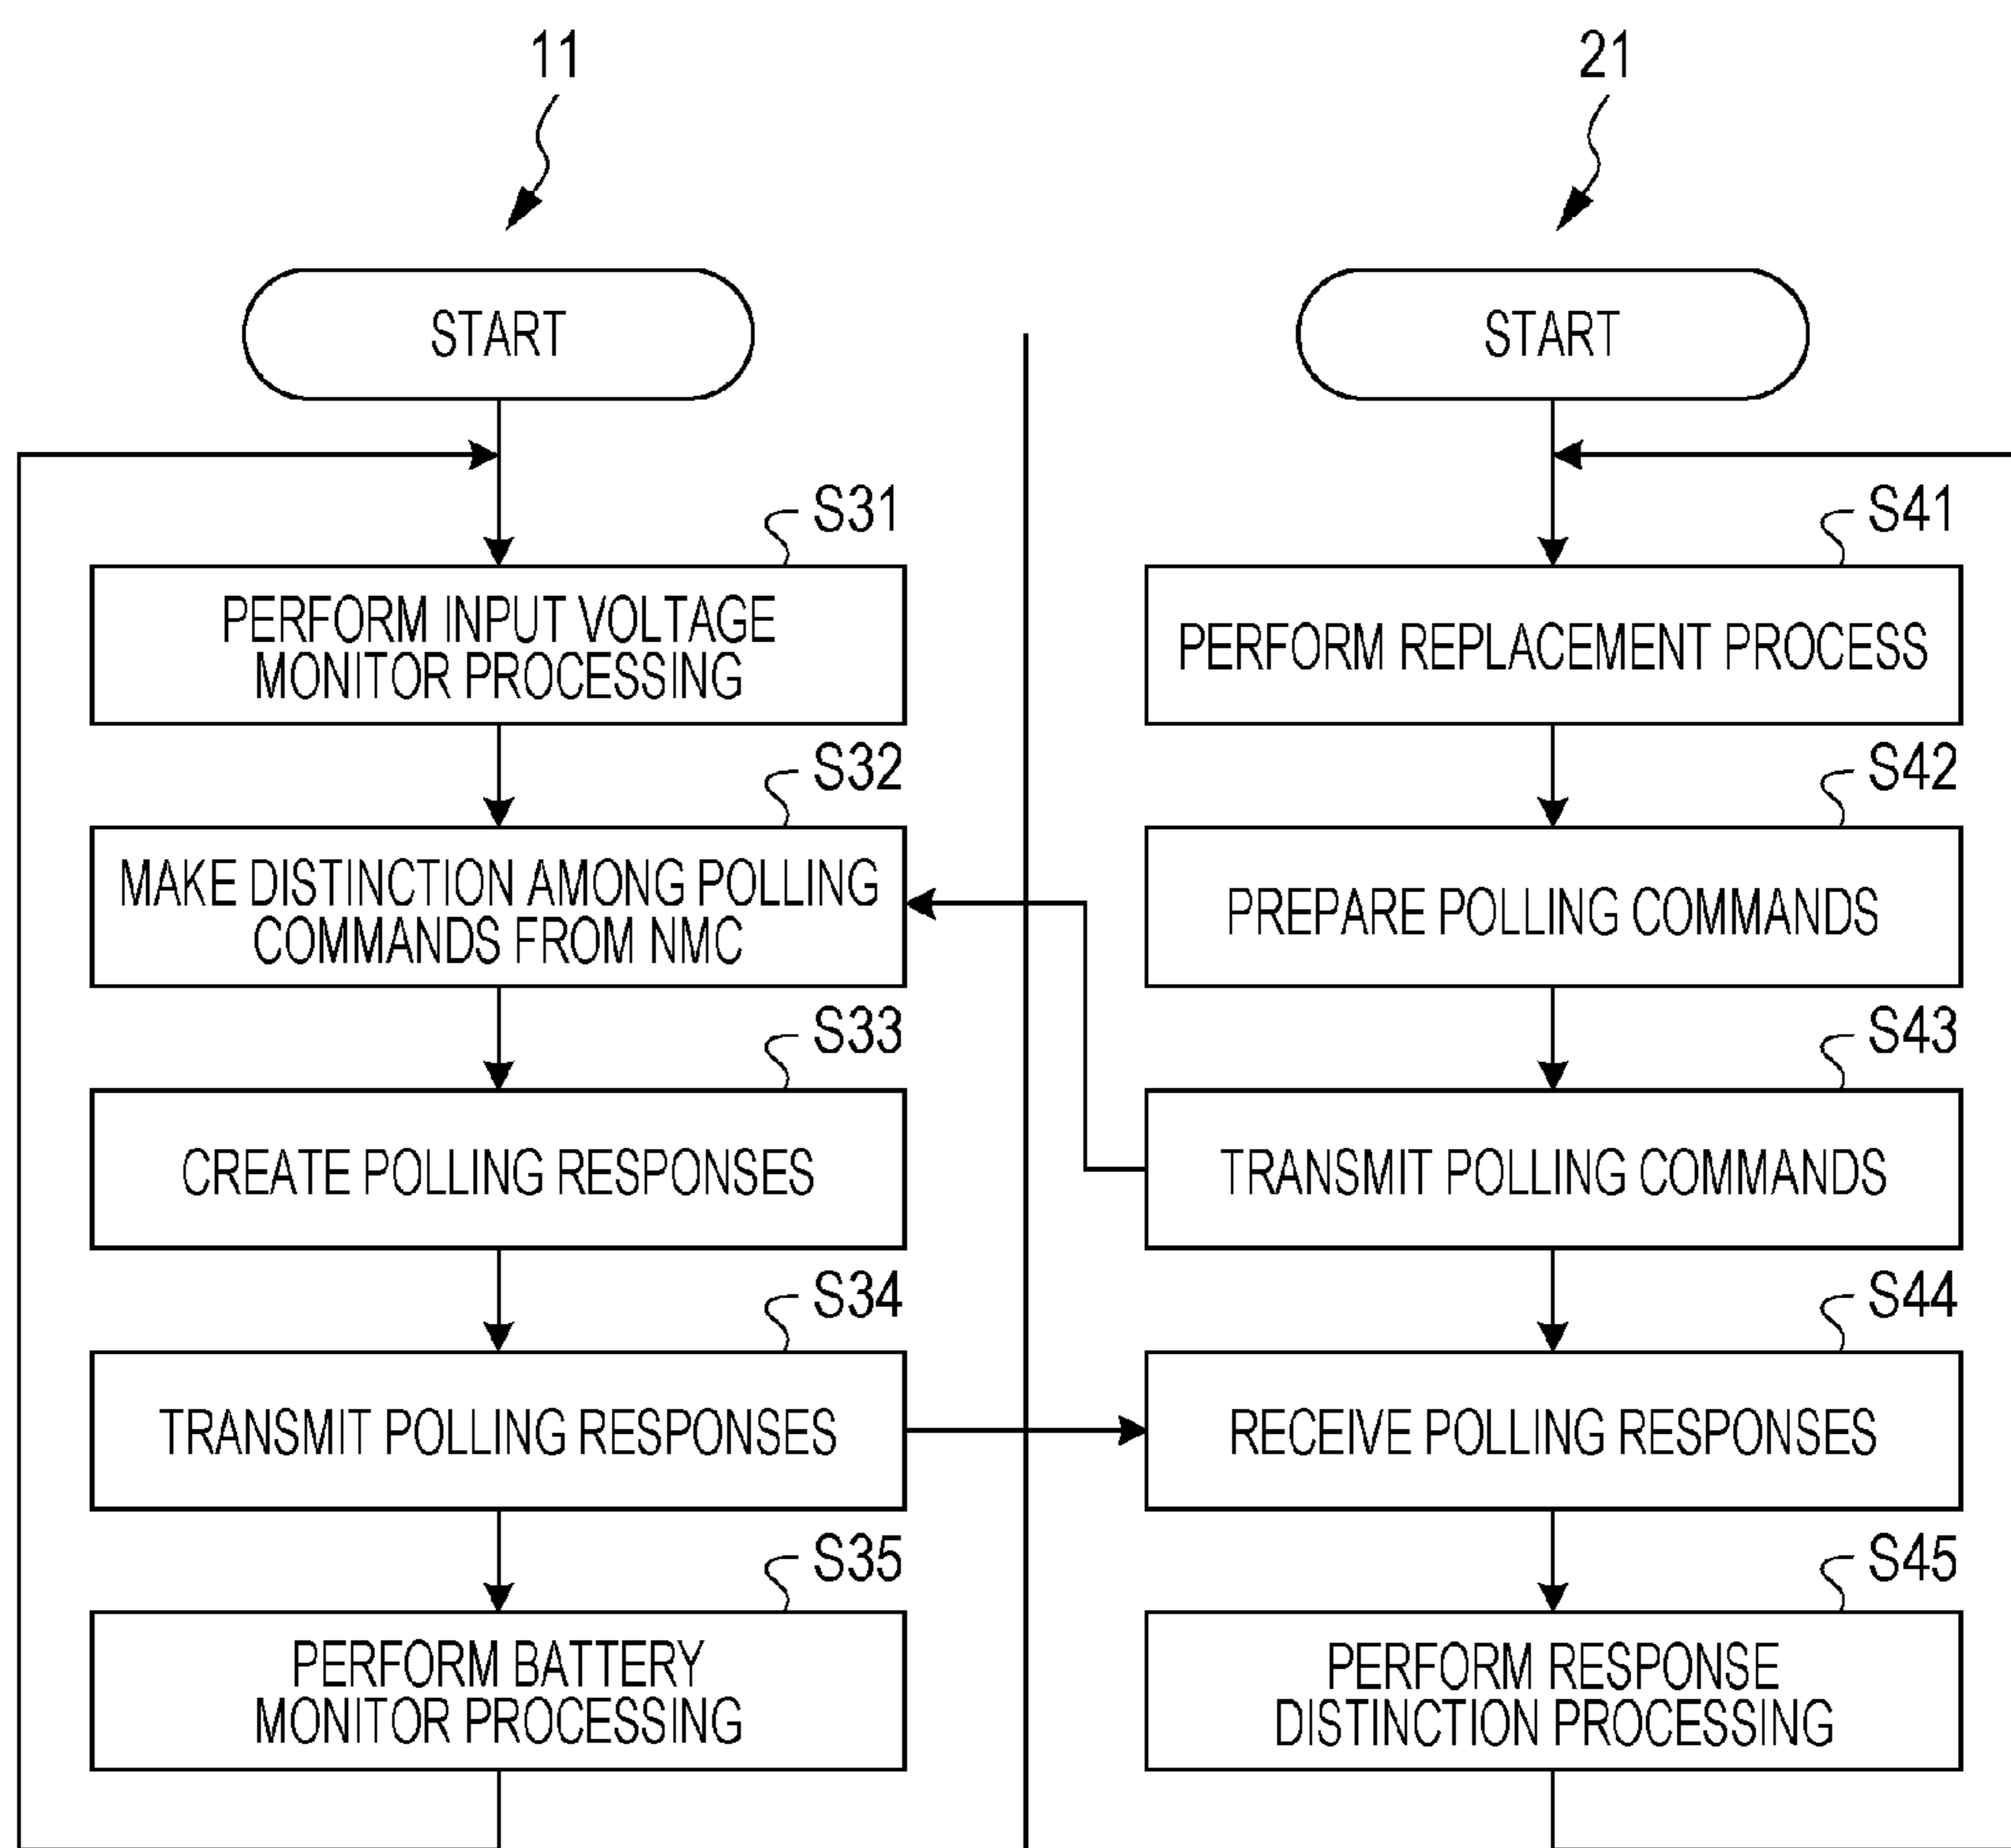 11
START
S31
PERFORM INPUT VOLTAGE
MONITOR PROCESSING
S32
MAKE DISTINCTION AMONG POLLING
COMMANDS FROM NMC
S33
CREATE POLLING RESPONSES
S34
TRANSMIT POLLING RESPONSES
S35
PERFORM BATTERY
MONITOR PROCESSING
21
START
S41
PERFORM REPLACEMENT PROCESS
S42
PREPARE POLLING COMMANDS
S43
TRANSMIT POLLING COMMANDS
S44
RECEIVE POLLING RESPONSES
S45
PERFORM RESPONSE
DISTINCTION PROCESSING